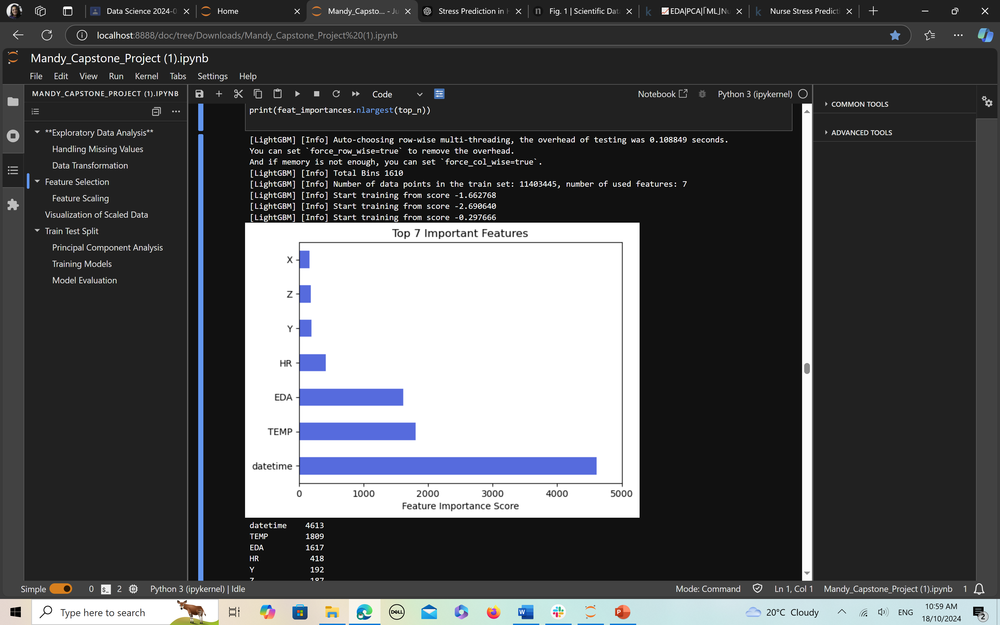 Data Science 2024-0
Home
Mandy_Capsto... - Ju
Stress Prediction in H
Fig. 1 | Scientific Data
EDA|PCA|「ML」Nu
Nurse Stress Predicti
localhost:8888/doc/tree/Downloads/Mandy_Capstone_Project%20(1).ipynb
Mandy_Capstone_Project (1).ipynb
File Edit View Run Kernel Tabs Settings Help
MANDY_CAPSTONE_PROJECT (1).IPYNB
Code
Notebook
Python 3 (ipykernel)
COMMON TOOLS
ADVANCED TOOLS
**Exploratory Data Analysis**
Handling Missing Values
Data Transformation
Feature Selection
Feature Scaling
Visualization of Scaled Data
Train Test Split
Principal Component Analysis
Training Models
Model Evaluation
print(feat_importances.nlargest(top_n))
[LightGBM] [Info] Auto-choosing row-wise multi-threading, the overhead of testing was 0.108849 seconds.
You can set `force_row_wise=true` to remove the overhead.
And if memory is not enough, you can set `force_col_wise=true`.
[LightGBM] [Info] Total Bins 1610
[LightGBM] [Info] Number of data points in the train set: 11403445, number of used features: 7
[LightGBM] [Info] Start training from score -1.662768
[LightGBM] [Info] Start training from score -2.690640
[LightGBM] [Info] Start training from score -0.297666
Top 7 Important Features
X
Z
Y
HR
EDA
TEMP
datetime
0 1000 2000 3000 4000 5000
Feature Importance Score
datetime 4613
TEMP 1809
EDA 1617
HR 418
Y 192
Z 187
Simple 0 $_ 2 Python 3 (ipykernel) | Idle
Mode: Command Ln 1, Col 1 Mandy_Capstone_Project (1).ipynb 1
Type here to search
DELL
W
P
20°C Cloudy
ENG
10:59 AM
18/10/2024
2